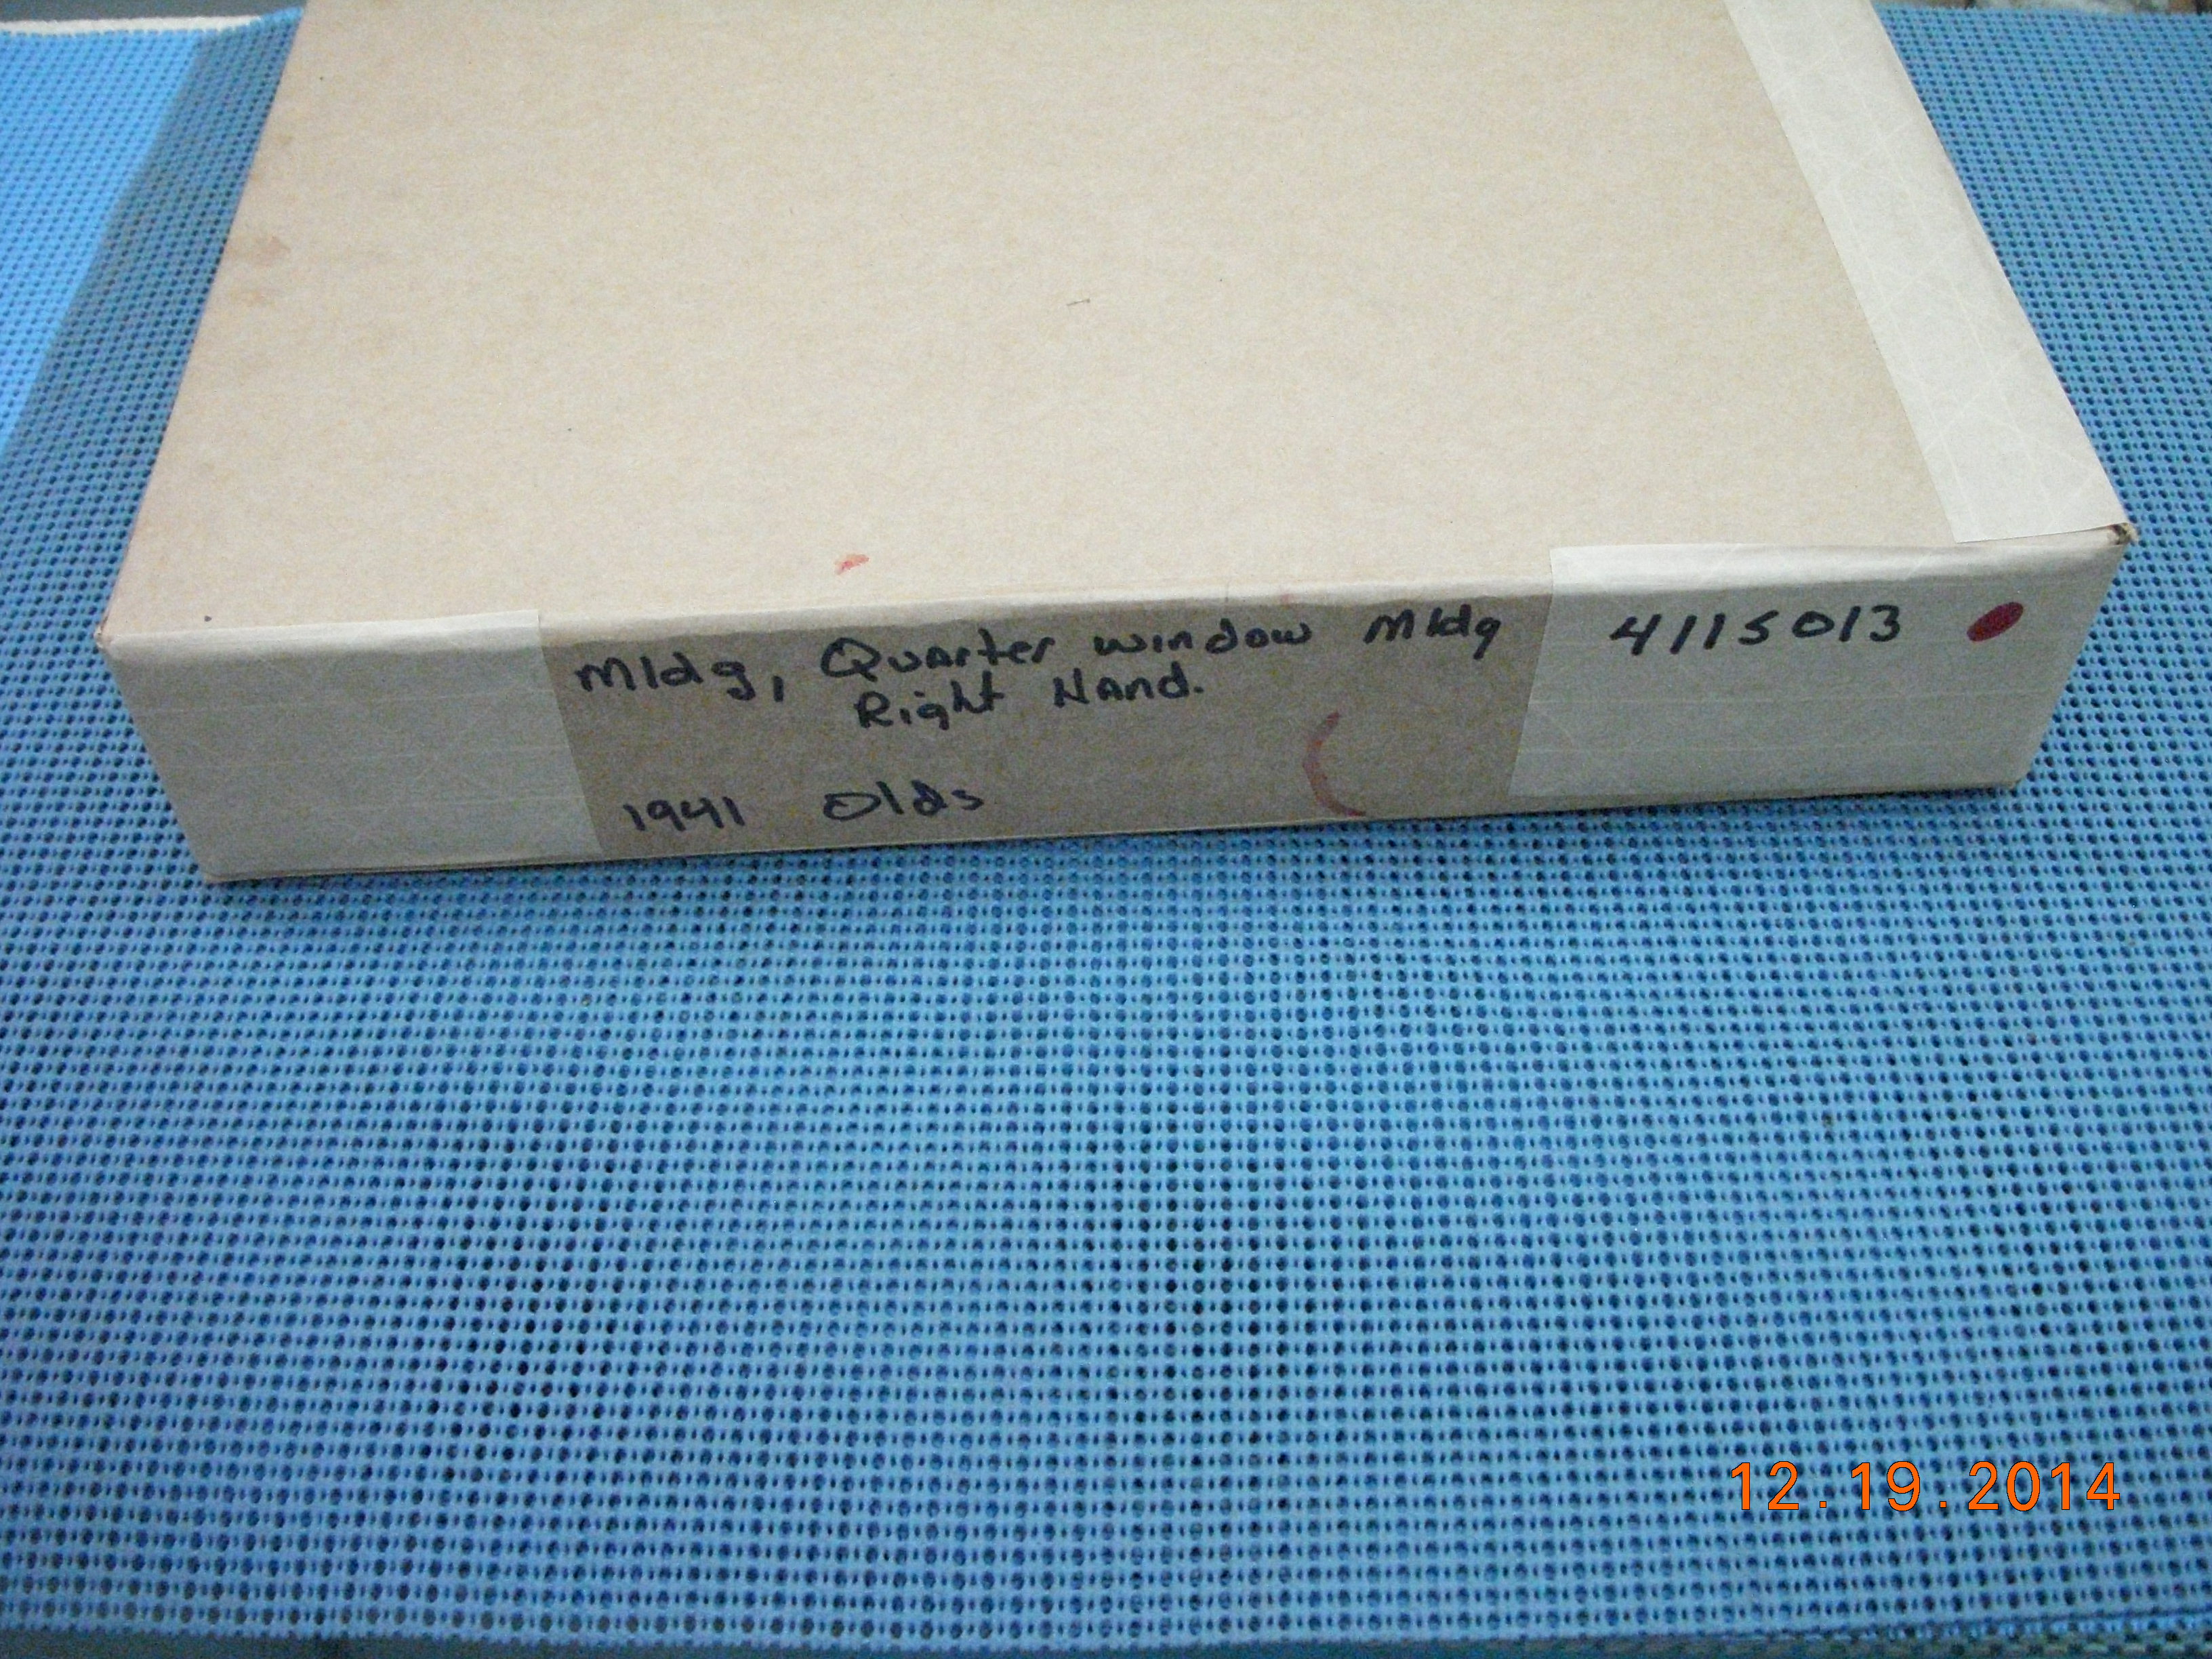 Mldg, Quarter window Mldg 4115013
Right Hand.
1941 Olds
12.19.2014